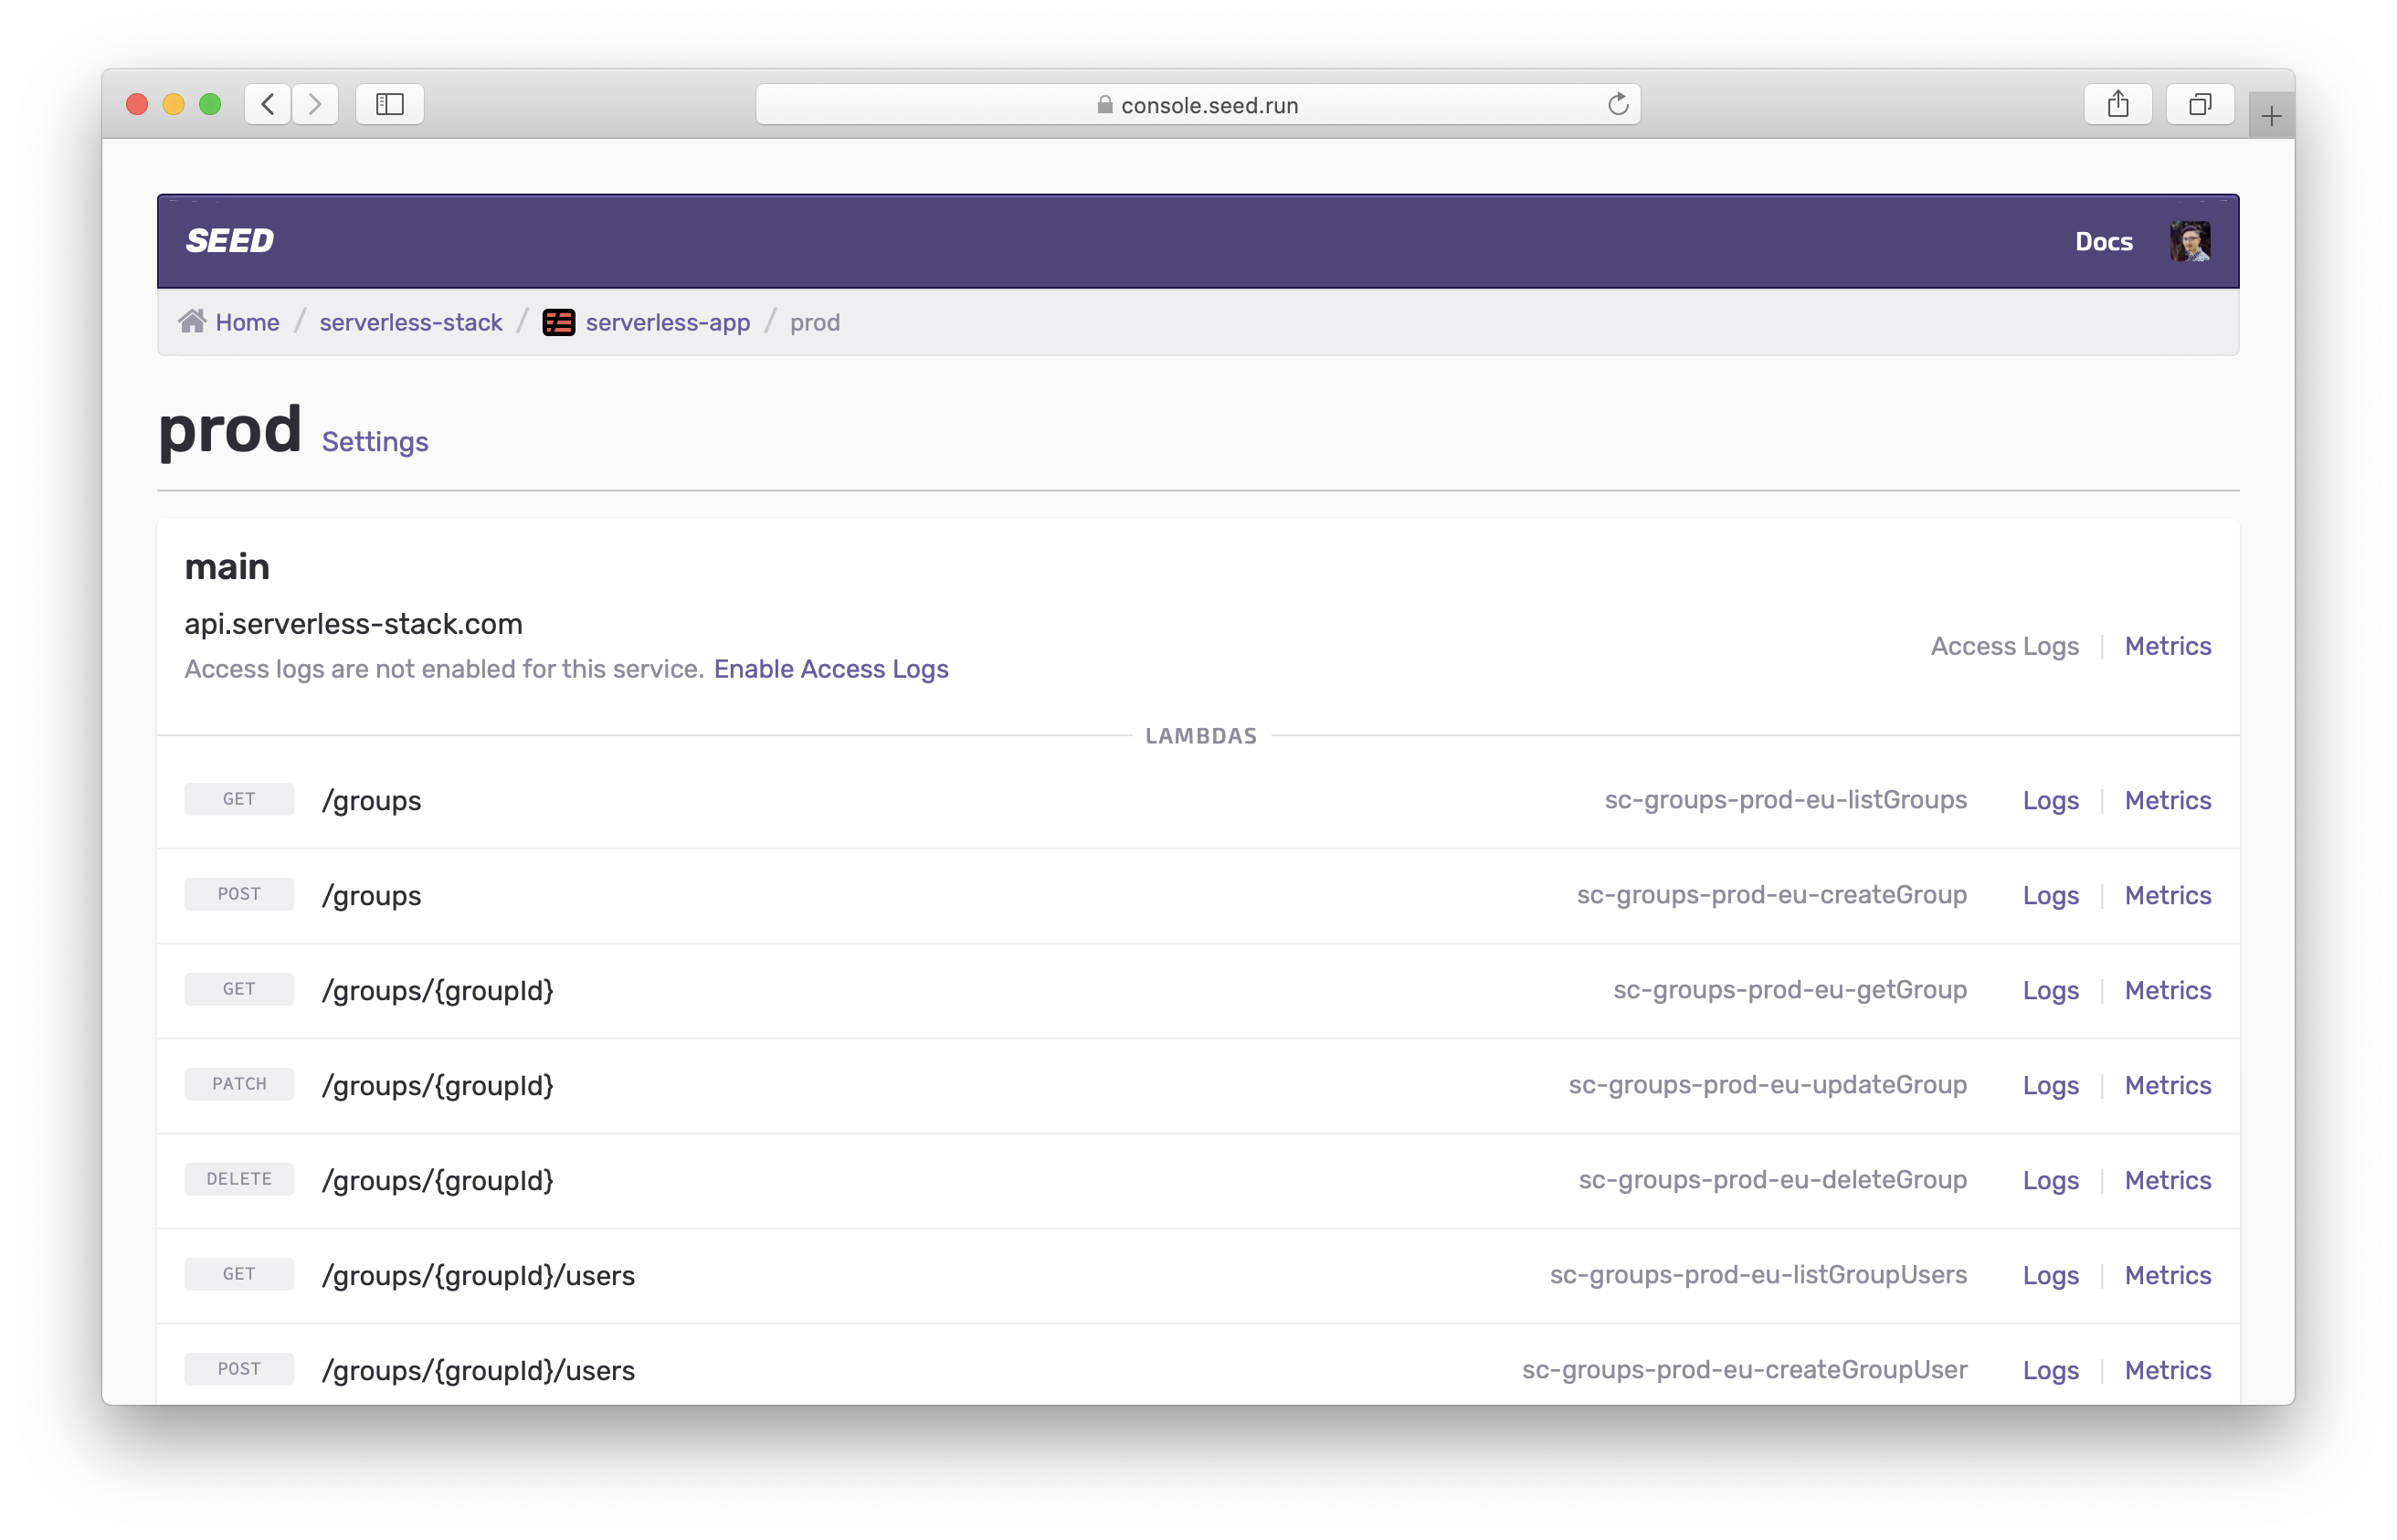 console.seed.run
SEED Docs
Home / serverless-stack / serverless-app / prod
prod Settings
main
api.serverless-stack.com
Access logs are not enabled for this service. Enable Access Logs
Access Logs | Metrics
LAMBDAS
GET /groups sc-groups-prod-eu-listGroups Logs | Metrics
POST /groups sc-groups-prod-eu-createGroup Logs | Metrics
GET /groups/{groupId} sc-groups-prod-eu-getGroup Logs | Metrics
PATCH /groups/{groupId} sc-groups-prod-eu-updateGroup Logs | Metrics
DELETE /groups/{groupId} sc-groups-prod-eu-deleteGroup Logs | Metrics
GET /groups/{groupId}/users sc-groups-prod-eu-listGroupUsers Logs | Metrics
POST /groups/{groupId}/users sc-groups-prod-eu-createGroupUser Logs | Metrics